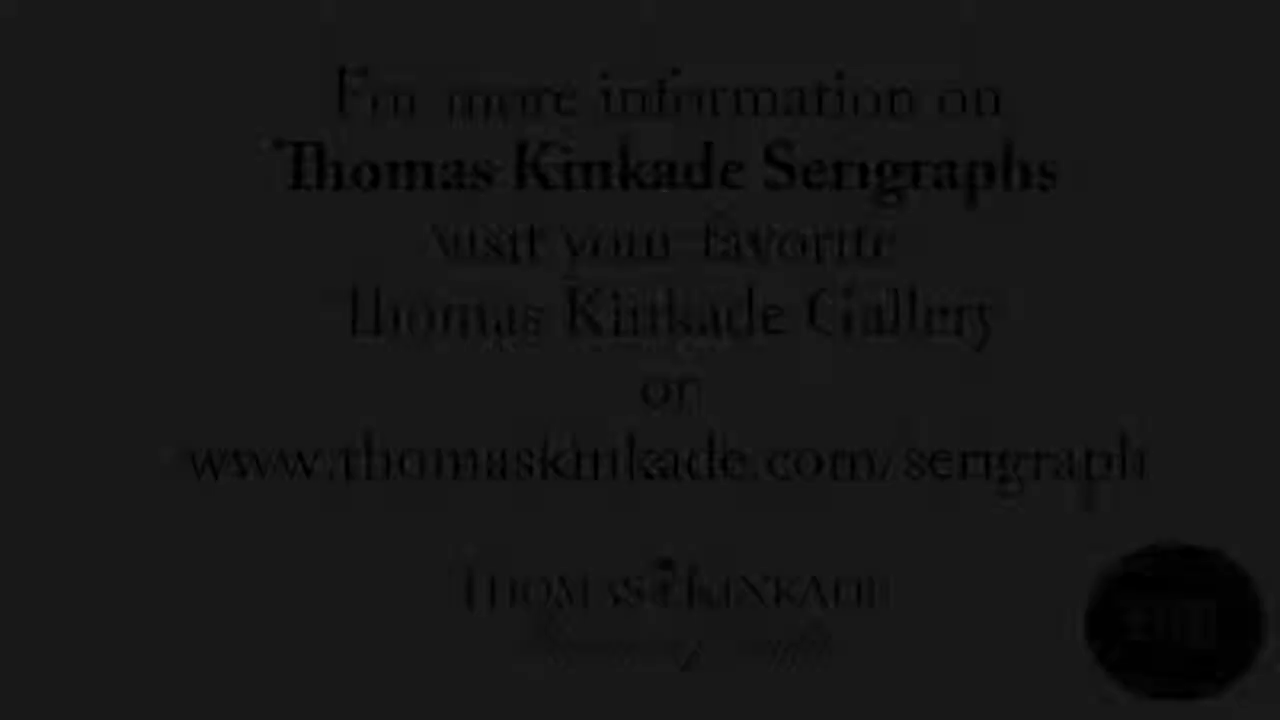 For more information on
Thomas Kinkade Serigraphs
visit your favorite
Thomas Kinkade Gallery
or
www.thomaskinkade.com/serigraph
THOMAS KINKADE